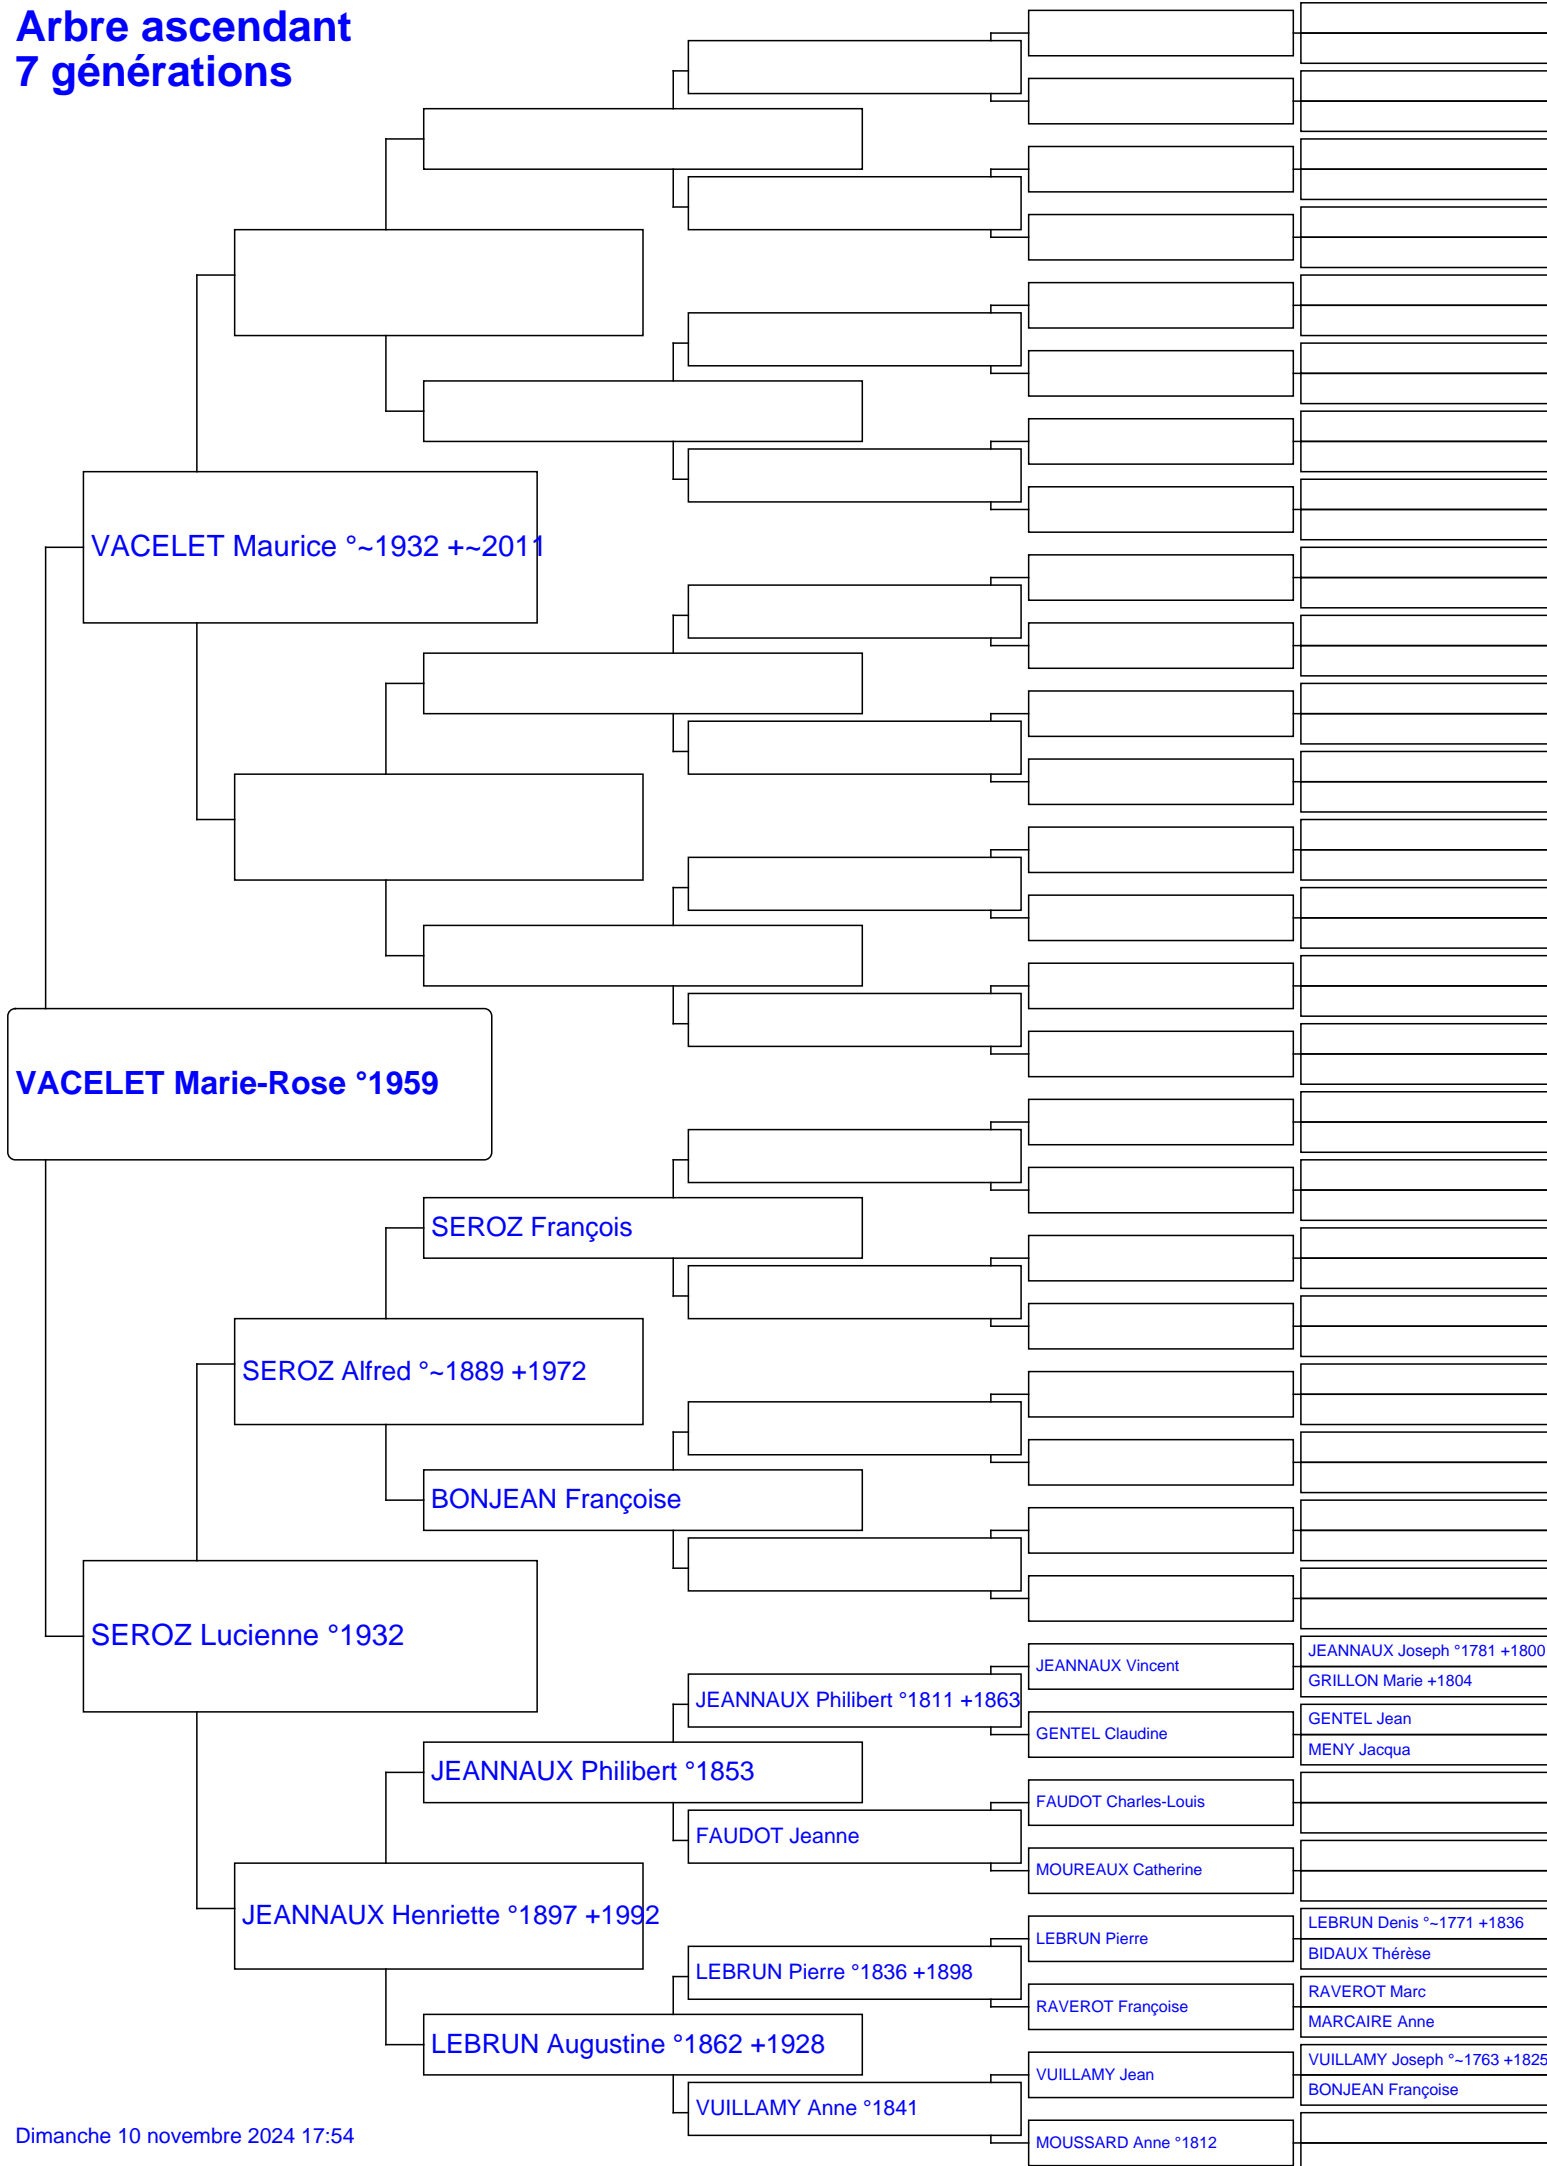 Arbre ascendant
7 générations
VACELET Maurice °~1932 +~2011
VACELET Marie-Rose °1959
SEROZ François
SEROZ Alfred °~1889 +1972
BONJEAN Françoise
SEROZ Lucienne °1932
JEANNAUX Joseph °1781 +1800
JEANNAUX Vincent
GRILLON Marie +1804
JEANNAUX Philibert °1811 +1863
GENTEL Jean
GENTEL Claudine
MENY Jacqua
JEANNAUX Philibert °1853
FAUDOT Charles-Louis
FAUDOT Jeanne
MOUREAUX Catherine
JEANNAUX Henriette °1897 +1992
LEBRUN Denis °~1771 +1836
LEBRUN Pierre
BIDAUX Thérèse
LEBRUN Pierre °1836 +1898
RAVEROT Marc
RAVEROT Françoise
MARCAIRE Anne
LEBRUN Augustine °1862 +1928
VUILLAMY Joseph °~1763 +1825
VUILLAMY Jean
BONJEAN Françoise
VUILLAMY Anne °1841
MOUSSARD Anne °1812
Dimanche 10 novembre 2024 17:54